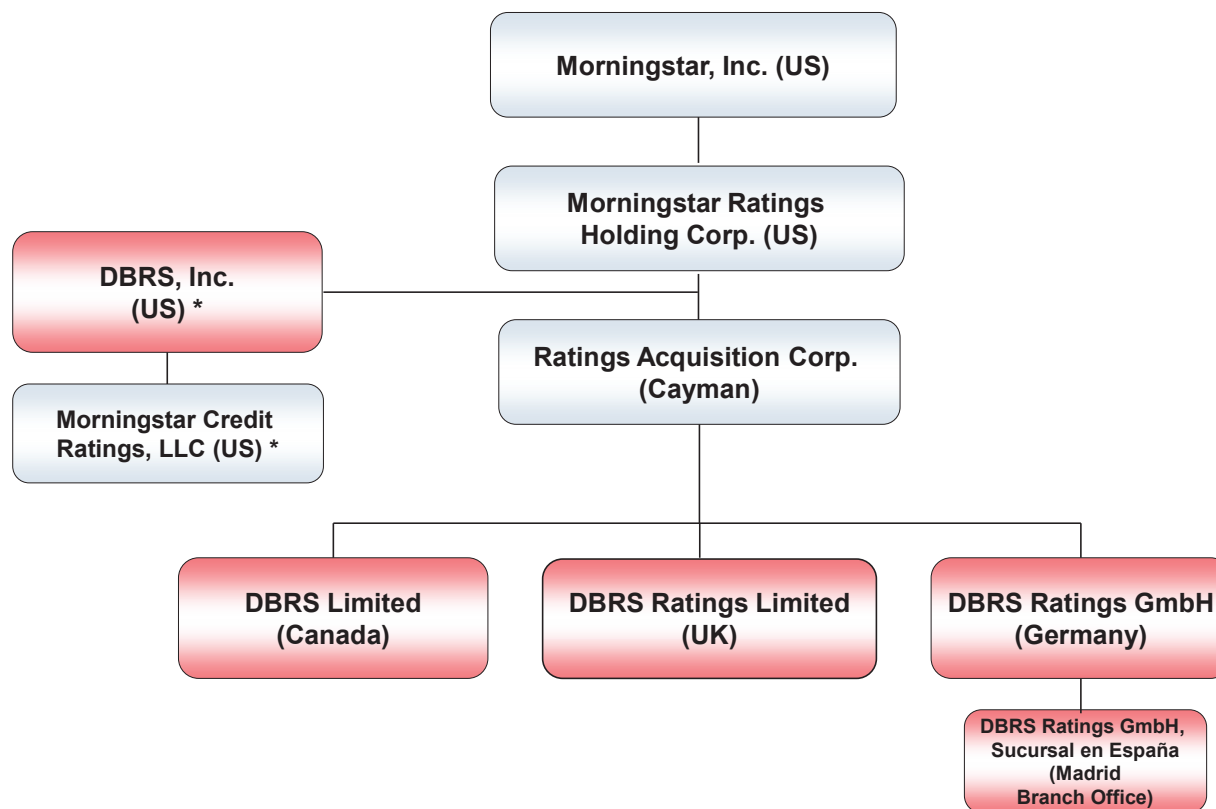 Morningstar, Inc. (US)
Morningstar Ratings
Holding Corp. (US)
DBRS, Inc.
(US) *
Ratings Acquisition Corp.
(Cayman)
Morningstar Credit
Ratings, LLC (US) *
DBRS Limited
(Canada)
DBRS Ratings Limited
(UK)
DBRS Ratings GmbH
(Germany)
DBRS Ratings GmbH,
Sucursal en España
(Madrid
Branch Office)